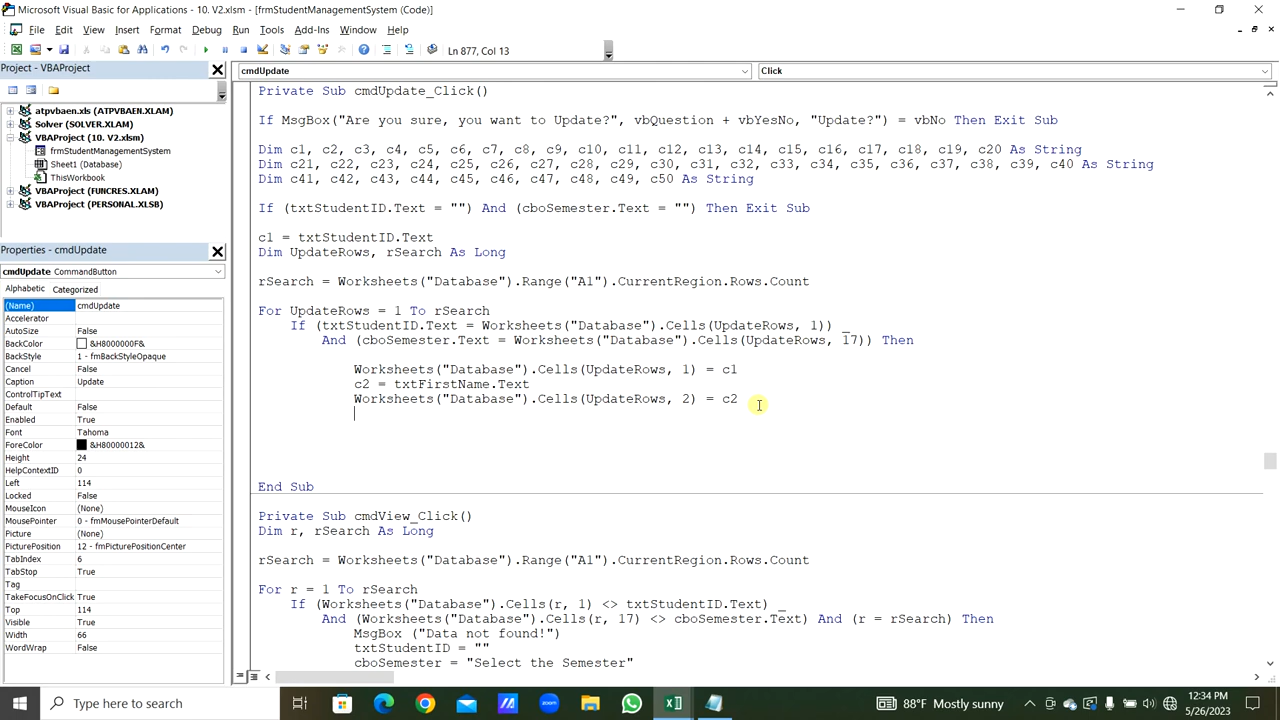 Microsoft Visual Basic for Applications - 10. V2.xlsm - [frmStudentManagementSystem (Code)]
File Edit View Insert Format Debug Run Tools Add-Ins Window Help
Ln 877, Col 13
Project - VBAProject
atpvbaen.xls (ATPVBAEN.XLAM)
Solver (SOLVER.XLAM)
VBAProject (10. V2.xlsm)
frmStudentManagementSystem
Sheet1 (Database)
ThisWorkbook
VBAProject (FUNCRES.XLAM)
VBAProject (PERSONAL.XLSB)
Properties - cmdUpdate
cmdUpdate CommandButton
Alphabetic Categorized
(Name) cmdUpdate
Accelerator
AutoSize False
BackColor &H8000000F&
BackStyle 1 - fmBackStyleOpaque
Cancel False
Caption Update
ControlTipText
Default False
Enabled True
Font Tahoma
ForeColor &H80000012&
Height 24
HelpContextID 0
Left 114
Locked False
MouseIcon (None)
MousePointer 0 - fmMousePointerDefault
Picture (None)
PicturePosition 12 - fmPicturePositionCenter
TabIndex 6
TabStop True
Tag
TakeFocusOnClick True
Top 114
Visible True
Width 66
WordWrap False
cmdUpdate Click
Private Sub cmdUpdate_Click()
If MsgBox("Are you sure, you want to Update?", vbQuestion + vbYesNo, "Update?") = vbNo Then Exit Sub
Dim c1, c2, c3, c4, c5, c6, c7, c8, c9, c10, c11, c12, c13, c14, c15, c16, c17, c18, c19, c20 As String
Dim c21, c22, c23, c24, c25, c26, c27, c28, c29, c30, c31, c32, c33, c34, c35, c36, c37, c38, c39, c40 As String
Dim c41, c42, c43, c44, c45, c46, c47, c48, c49, c50 As String
If (txtStudentID.Text = "") And (cboSemester.Text = "") Then Exit Sub
c1 = txtStudentID.Text
Dim UpdateRows, rSearch As Long
rSearch = Worksheets("Database").Range("A1").CurrentRegion.Rows.Count
For UpdateRows = 1 To rSearch
If (txtStudentID.Text = Worksheets("Database").Cells(UpdateRows, 1)) _
And (cboSemester.Text = Worksheets("Database").Cells(UpdateRows, 17)) Then
Worksheets("Database").Cells(UpdateRows, 1) = c1
c2 = txtFirstName.Text
Worksheets("Database").Cells(UpdateRows, 2) = c2
End Sub
Private Sub cmdView_Click()
Dim r, rSearch As Long
rSearch = Worksheets("Database").Range("A1").CurrentRegion.Rows.Count
For r = 1 To rSearch
If (Worksheets("Database").Cells(r, 1) <> txtStudentID.Text) _
And (Worksheets("Database").Cells(r, 17) <> cboSemester.Text) And (r = rSearch) Then
MsgBox ("Data not found!")
txtStudentID = ""
cboSemester = "Select the Semester"
Type here to search
zoom
88°F Mostly sunny
12:34 PM
5/26/2023